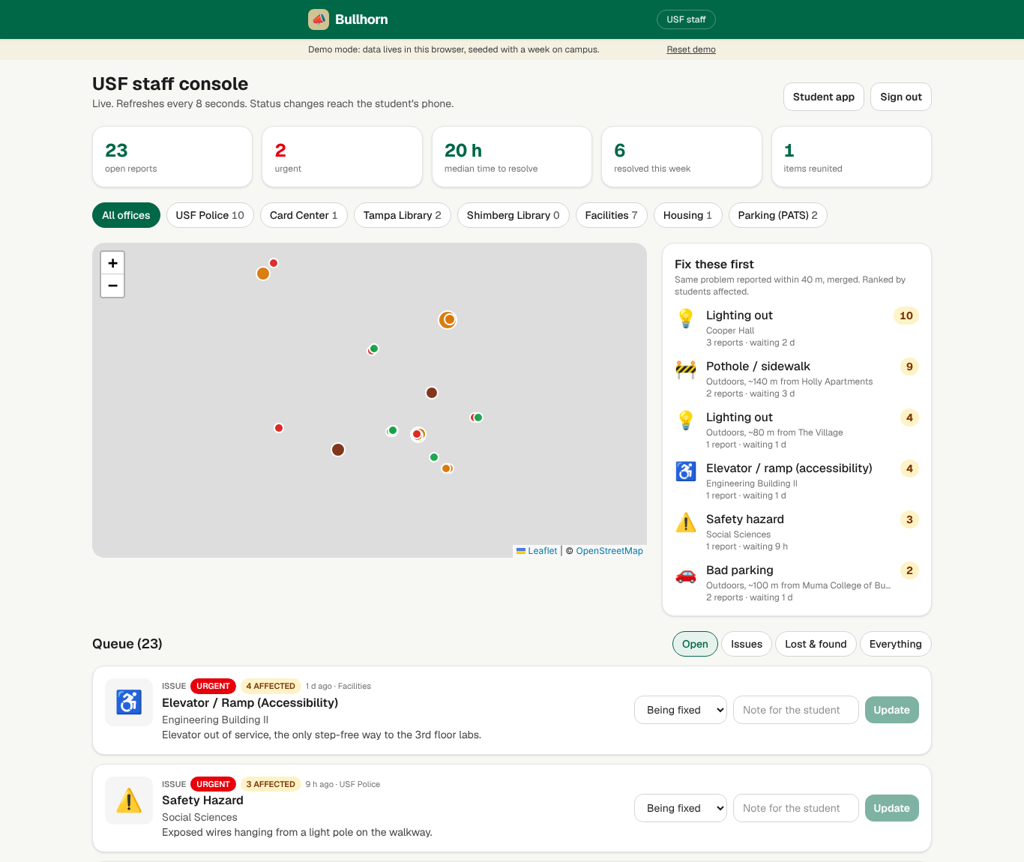 Bullhorn
USF staff
Demo mode: data lives in this browser, seeded with a week on campus.
Reset demo
USF staff console
Live. Refreshes every 8 seconds. Status changes reach the student's phone.
Student app
Sign out
23
open reports
2
urgent
20 h
median time to resolve
6
resolved this week
1
items reunited
All offices
USF Police 10
Card Center 1
Tampa Library 2
Shimberg Library 0
Facilities 7
Housing 1
Parking (PATS) 2
+
−
Leaflet | © OpenStreetMap
Fix these first
Same problem reported within 40 m, merged. Ranked by
students affected.
Lighting out
10
Cooper Hall
3 reports · waiting 2 d
Pothole / sidewalk
9
Outdoors, ~140 m from Holly Apartments
2 reports · waiting 3 d
Lighting out
4
Outdoors, ~80 m from The Village
1 report · waiting 1 d
Elevator / ramp (accessibility)
4
Engineering Building II
1 report · waiting 1 d
Safety hazard
3
Social Sciences
1 report · waiting 9 h
Bad parking
2
Outdoors, ~100 m from Muma College of Bu...
2 reports · waiting 1 d
Queue (23)
Open
Issues
Lost & found
Everything
ISSUE URGENT 4 AFFECTED 1 d ago · Facilities
Elevator / Ramp (Accessibility)
Engineering Building II
Elevator out of service, the only step-free way to the 3rd floor labs.
Being fixed
Note for the student
Update
ISSUE URGENT 3 AFFECTED 9 h ago · USF Police
Safety Hazard
Social Sciences
Exposed wires hanging from a light pole on the walkway.
Being fixed
Note for the student
Update